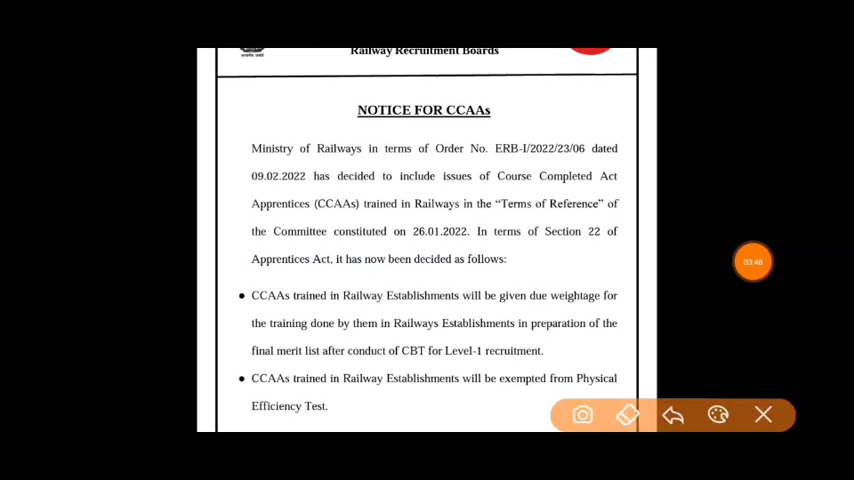 Railway Recruitment Boards
NOTICE FOR CCAAs
Ministry of Railways in terms of Order No. ERB-I/2022/23/06 dated
09.02.2022 has decided to include issues of Course Completed Act
Apprentices (CCAAs) trained in Railways in the “Terms of Reference” of
the Committee constituted on 26.01.2022. In terms of Section 22 of
Apprentices Act, it has now been decided as follows:
● CCAAs trained in Railway Establishments will be given due weightage for
the training done by them in Railways Establishments in preparation of the
final merit list after conduct of CBT for Level-1 recruitment.
● CCAAs trained in Railway Establishments will be exempted from Physical
Efficiency Test.
03:48